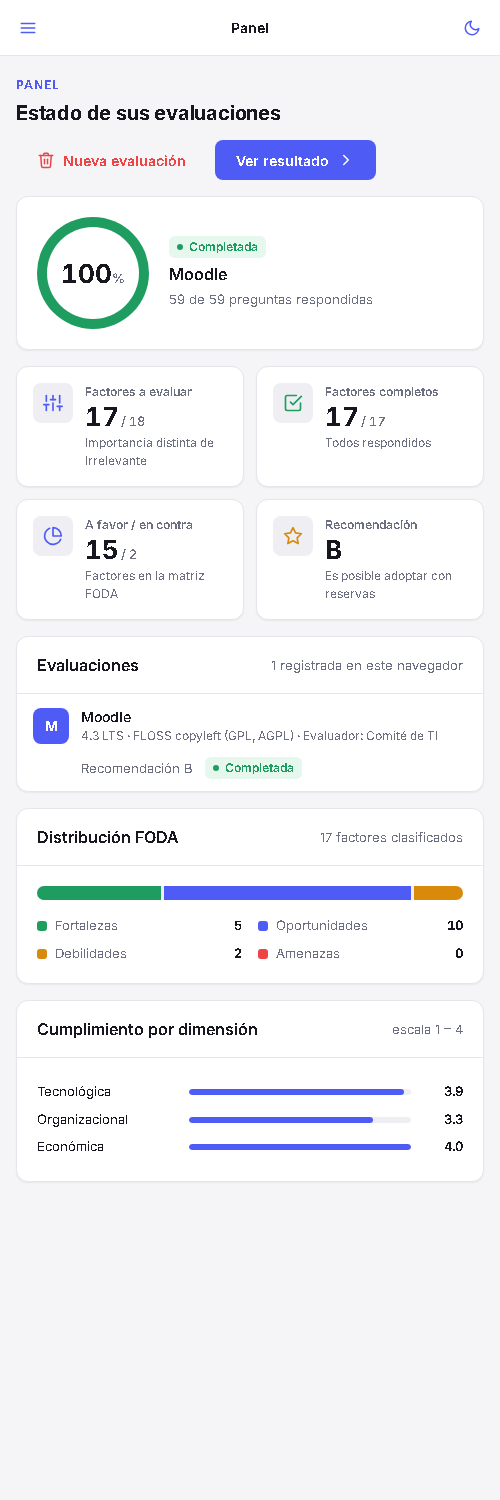 Panel
PANEL
Estado de sus evaluaciones
Nueva evaluación
Ver resultado
100%
Completada
Moodle
59 de 59 preguntas respondidas
Factores a evaluar
17 / 18
Importancia distinta de
Irrelevante
Factores completos
17 / 17
Todos respondidos
A favor / en contra
15 / 2
Factores en la matriz
FODA
Recomendación
B
Es posible adoptar con
reservas
Evaluaciones
1 registrada en este navegador
M
Moodle
4.3 LTS · FLOSS copyleft (GPL, AGPL) · Evaluador: Comité de TI
Recomendación B
Completada
Distribución FODA
17 factores clasificados
Fortalezas 5
Oportunidades 10
Debilidades 2
Amenazas 0
Cumplimiento por dimensión
escala 1 – 4
Tecnológica 3.9
Organizacional 3.3
Económica 4.0